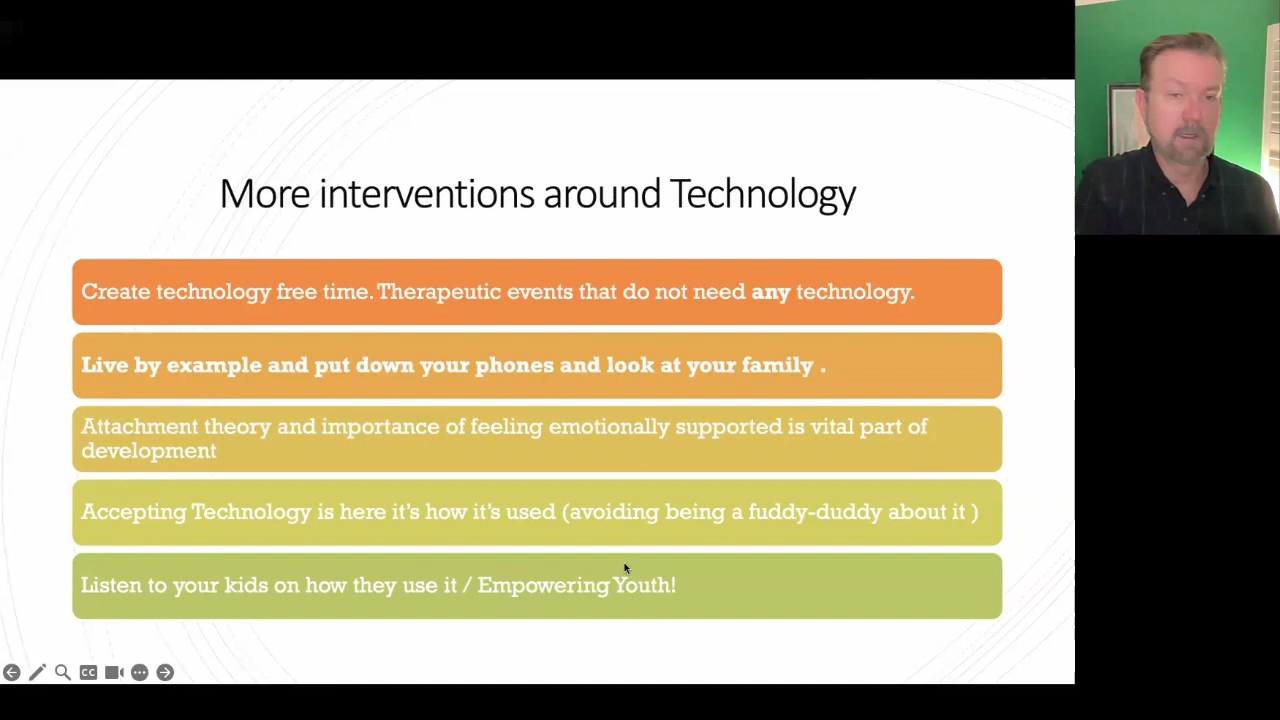 More interventions around Technology
Create technology free time. Therapeutic events that do not need any technology.
Live by example and put down your phones and look at your family .
Attachment theory and importance of feeling emotionally supported is vital part of
development
Accepting Technology is here it's how it's used (avoiding being a fuddy-duddy about it )
Listen to your kids on how they use it / Empowering Youth!
CC